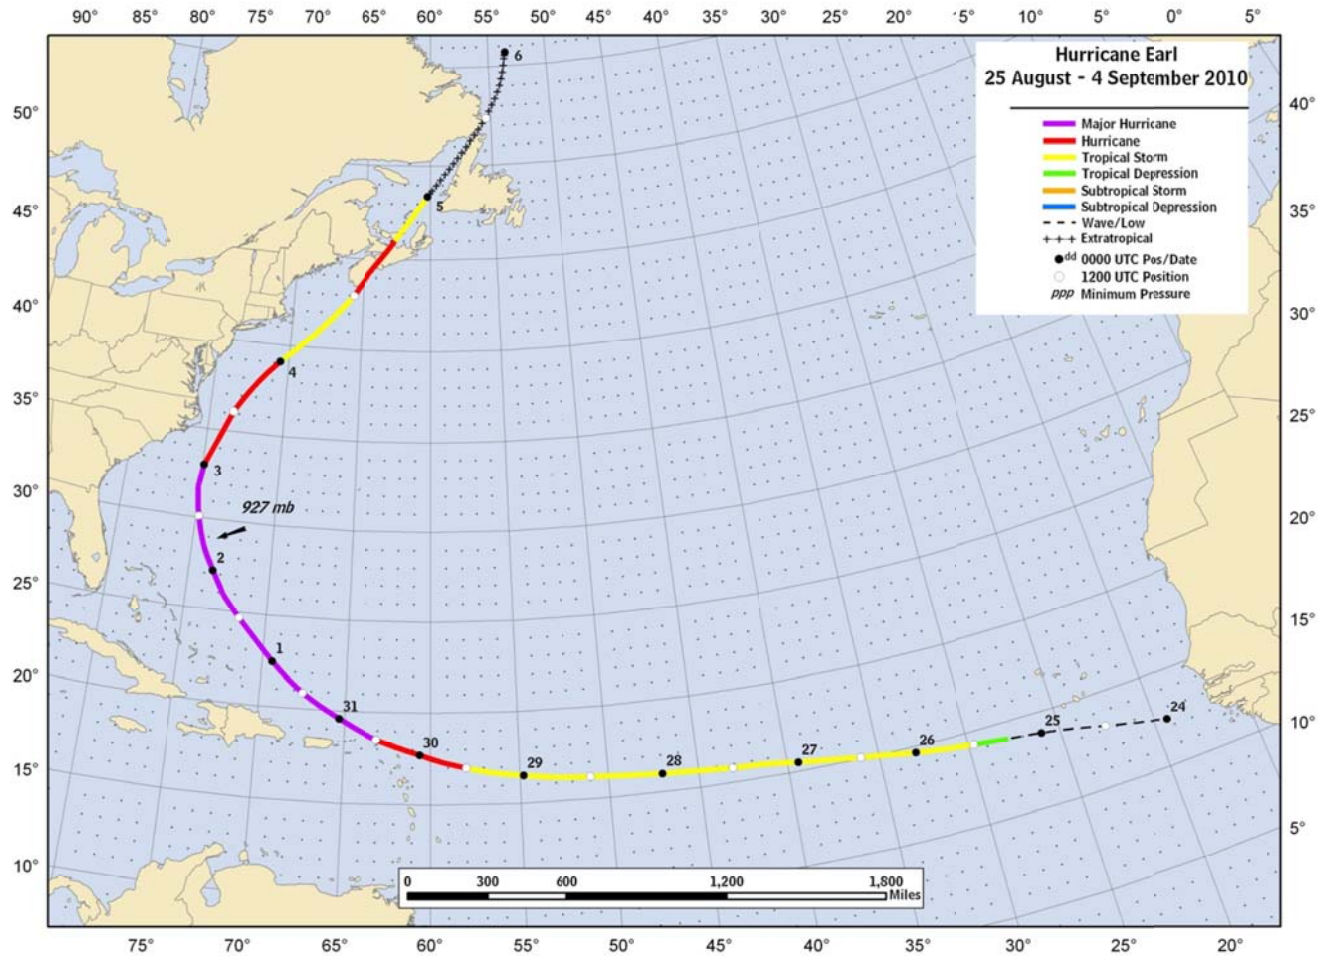 90° 85° 80° 75° 70° 65° 60° 55° 50° 45° 40° 35° 30° 25° 20° 15° 10° 5° 0° 5°
Hurricane Earl
25 August - 4 September 2010
Major Hurricane
Hurricane
Tropical Storm
Tropical Depression
Subtropical Storm
Subtropical Depression
Wave/Low
Extratropical
dd 0000 UTC Pos/Date
1200 UTC Position
ppp Minimum Pressure
50°
45°
40°
35°
30°
25°
20°
15°
10°
40°
35°
30°
25°
20°
15°
10°
5°
6
5
4
3
927 mb
2
1
31
30
29
28
27
26
25
24
0 300 600 1,200 1,800
Miles
75° 70° 65° 60° 55° 50° 45° 40° 35° 30° 25° 20°